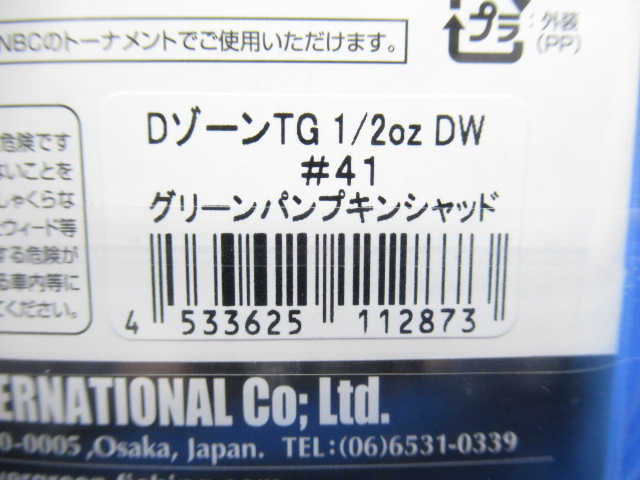 NBCのトーナメントでご使用いただけます。
プラ
:外装
(PP)
危険です
ないことを
しゃくらな
ウィード等
する危険が
る車内等に
てください。
DゾーンTG 1/2oz DW
#41
グリーンパンプキンシャッド
4 533625 112873
ERNATIONAL Co; Ltd.
0-0005 ,Osaka, Japan. TEL:(06)6531-0339